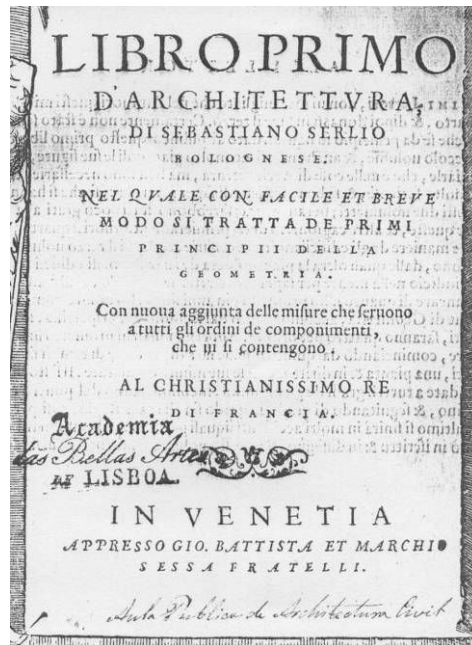 LIBRO PRIMO
D'ARCHITETTVRA,
DI SEBASTIANO SERLIO
BOLOGNESE.
NEL QVALE CON FACILE ET BREVE
MODO SI TRATTA DE PRIMI
PRINCIPII DELLA
GEOMETRIA.
Con nuoua aggiunta delle misure che seruono
a tutti gli ordini de componimenti,
che ui si contengono.
AL CHRISTIANISSIMO RE
DI FRANCIA.
Academia
das Bellas Artes
DE LISBOA.
IN VENETIA
APPRESSO GIO. BATTISTA ET MARCHIO
SESSA FRATELLI.
Aula Publica de Architectura Civil